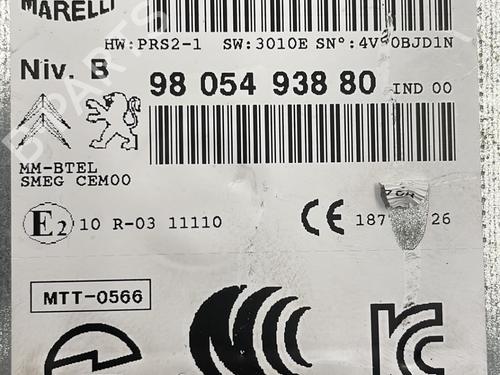 MARELLI
HW:PRS2-1 SW:3010E SN°:4V 0BJD1N
Niv. B 98 054 938 80 IND 00
MM-BTEL
SMEG CEM00
E2 10 R-03 11110
CE 187 26
MTT-0566